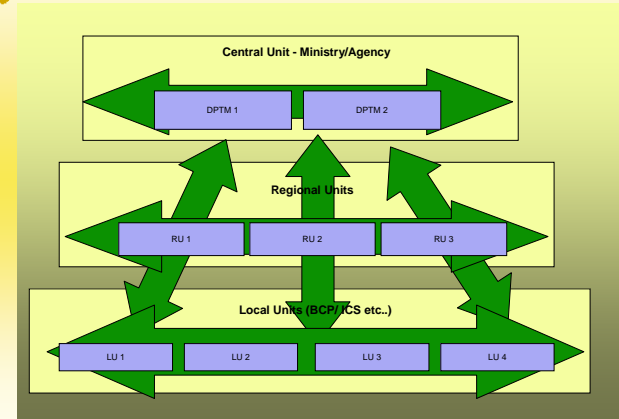 Central Unit - Ministry/Agency
DPTM 1 DPTM 2
Regional Units
RU 1 RU 2 RU 3
Local Units (BCP/ ICS etc..)
LU 1 LU 2 LU 3 LU 4